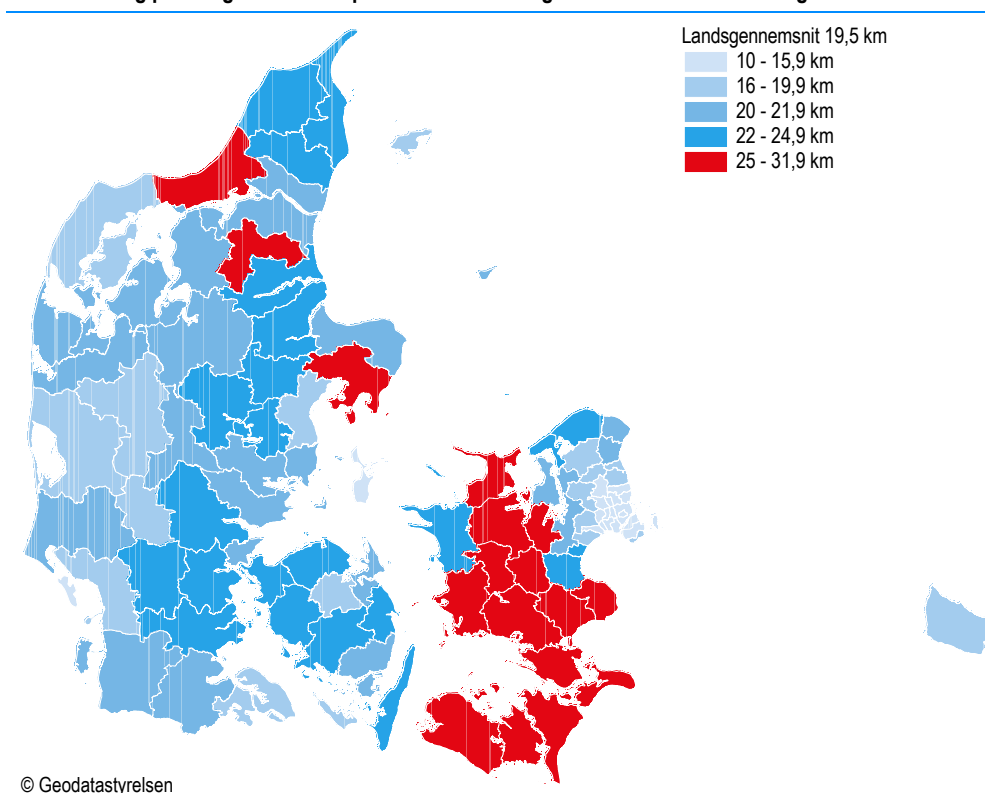 Landsgennemsnit 19,5 km
10 - 15,9 km
16 - 19,9 km
20 - 21,9 km
22 - 24,9 km
25 - 31,9 km
© Geodatastyrelsen